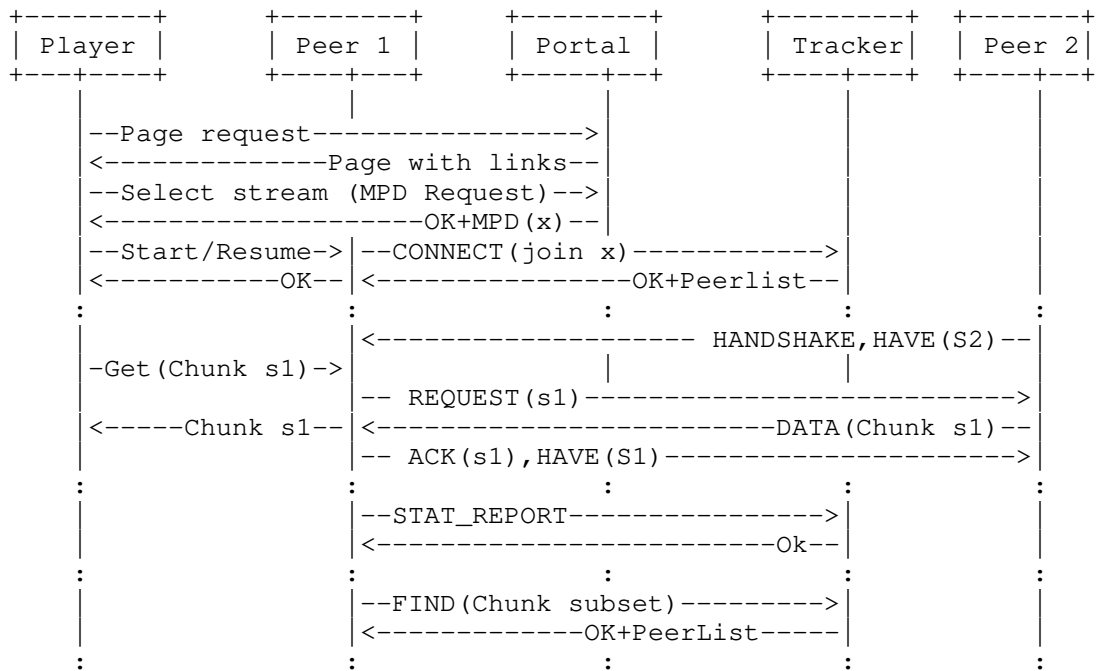 +--------+ +--------+ +--------+ +--------+ +-------+
| Player | | Peer 1 | | Portal | | Tracker| | Peer 2|
+---+----+ +----+---+ +-----+--+ +----+---+ +----+--+
| | | | |
|--Page request----------------->| | |
|<--------------Page with links--| | |
|--Select stream (MPD Request)-->| | |
|<--------------------OK+MPD(x)--| | |
|--Start/Resume->|--CONNECT(join x)------------>| |
|<-----------OK--|<----------------OK+Peerlist--| |
: : : : :
|<------------------- HANDSHAKE,HAVE(S2)--|
|-Get(Chunk s1)->| | | |
|-- REQUEST(s1)--------------------------->|
|<-----Chunk s1--|<------------------------DATA(Chunk s1)--|
|-- ACK(s1),HAVE(S1)---------------------->|
: : : : :
| |--STAT_REPORT---------------->| |
| |<------------------------Ok--| |
: : : : :
| |--FIND(Chunk subset)--------->| |
| |<-------------OK+PeerList-----| |
: : : : :